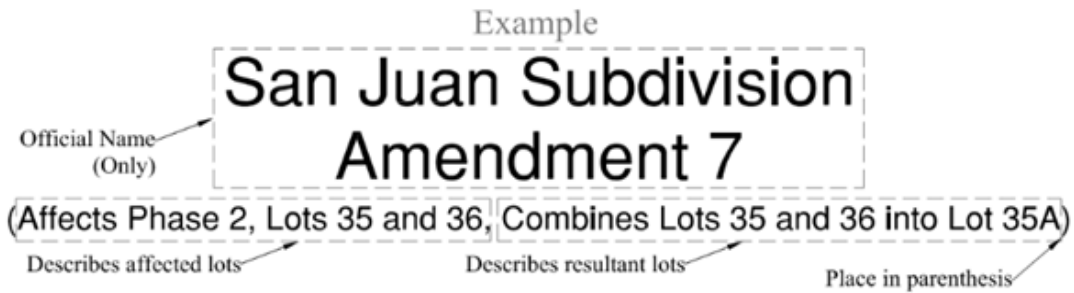 Example
San Juan Subdivision
Amendment 7
Official Name
(Only)
(Affects Phase 2, Lots 35 and 36, Combines Lots 35 and 36 into Lot 35A)
Describes affected lots
Describes resultant lots
Place in parenthesis